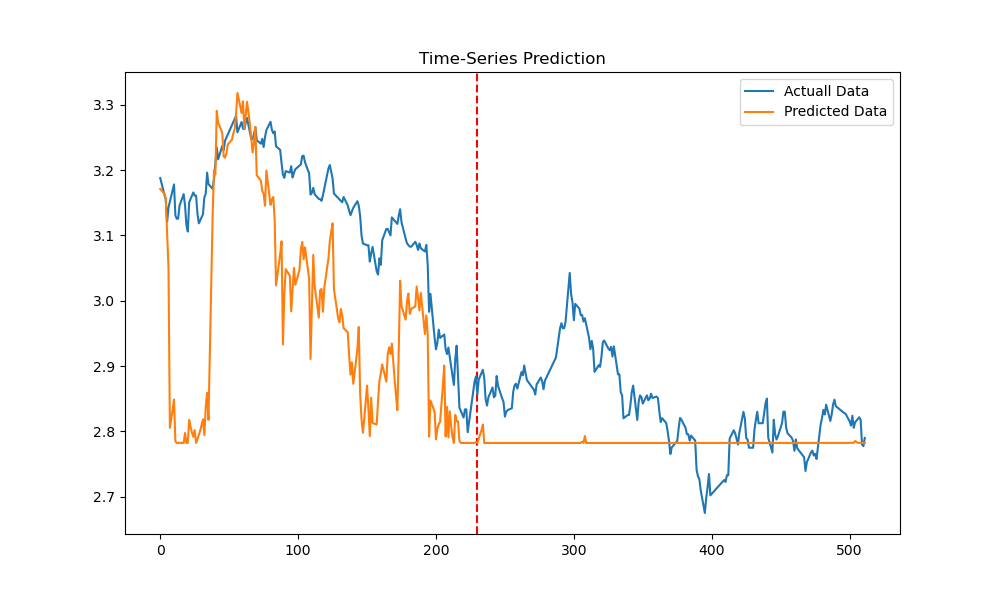 Time-Series Prediction
Actuall Data
Predicted Data
3.3
3.2
3.1
3.0
2.9
2.8
2.7
0 100 200 300 400 500